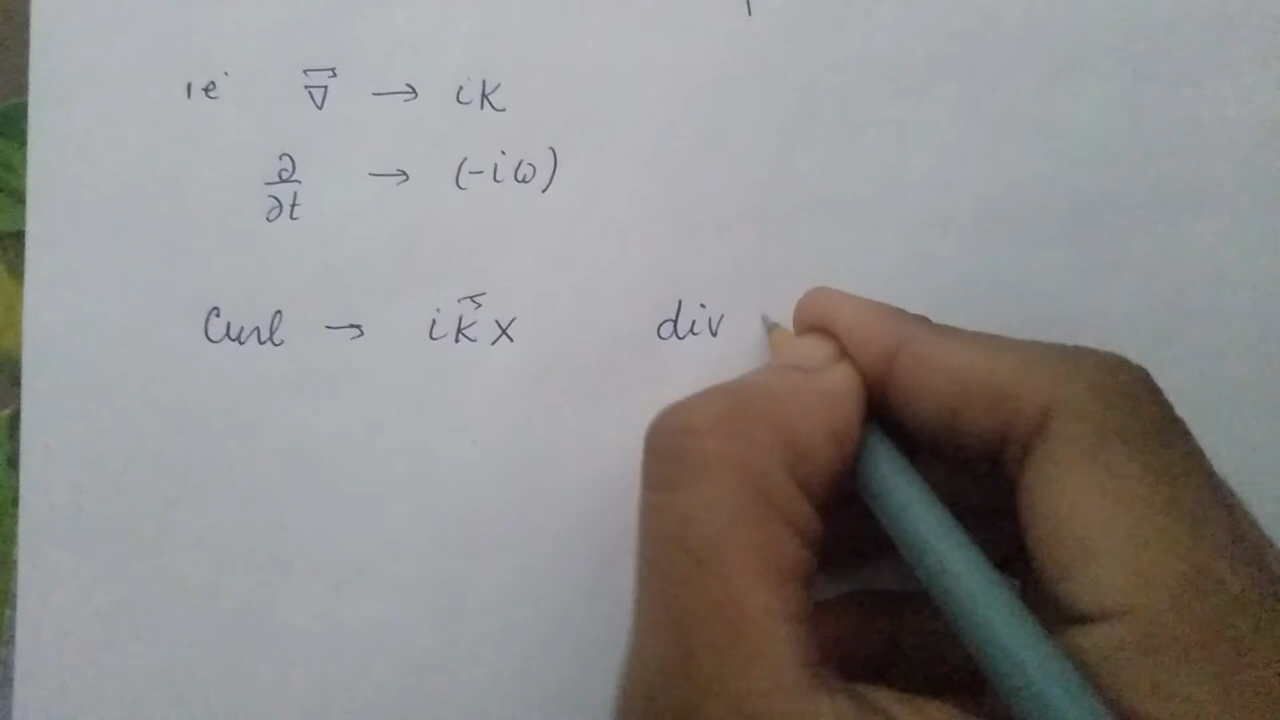 ie ∇⃗ → ik
∂/∂t → (-iω)
Curl → ik⃗ x div